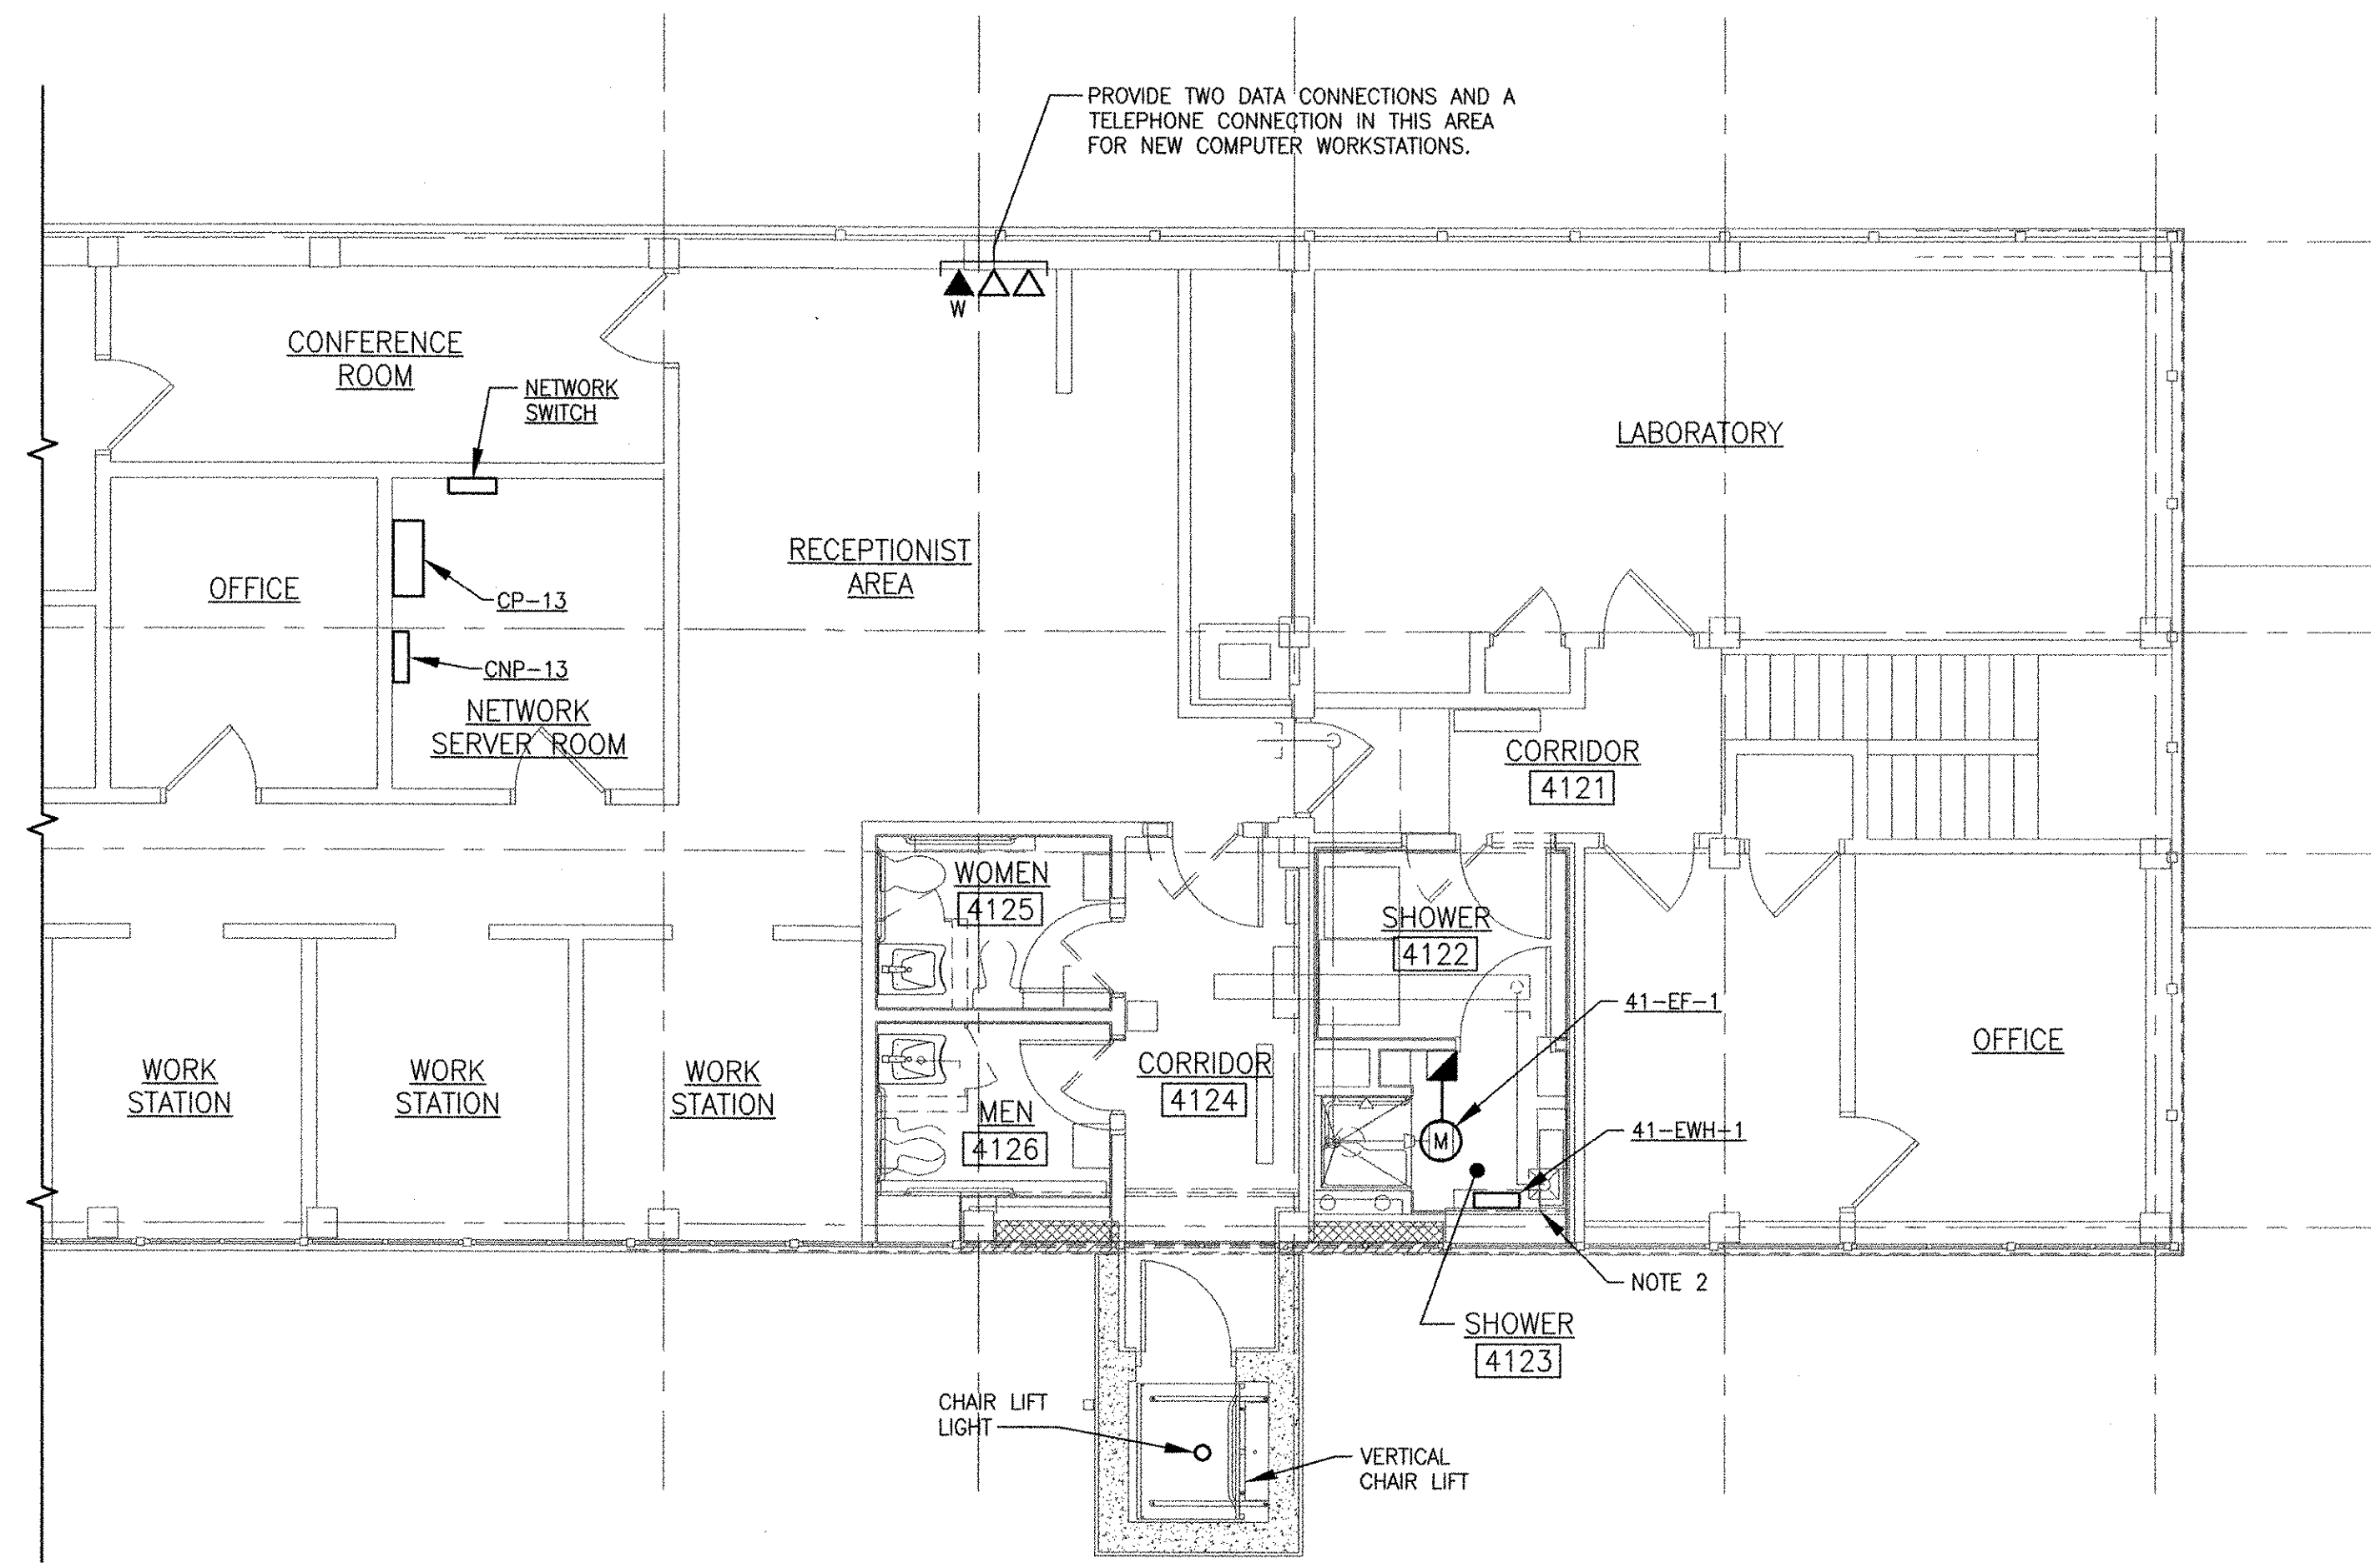 PROVIDE TWO DATA CONNECTIONS AND A
TELEPHONE CONNECTION IN THIS AREA
FOR NEW COMPUTER WORKSTATIONS.
W
CONFERENCE
ROOM
NETWORK
SWITCH
LABORATORY
RECEPTIONIST
AREA
OFFICE
CP-13
CNP-13
NETWORK
SERVER ROOM
CORRIDOR
4121
WOMEN
4125
SHOWER
4122
41-EF-1
OFFICE
WORK
STATION
WORK
STATION
WORK
STATION
CORRIDOR
4124
MEN
4126
M
41-EWH-1
NOTE 2
SHOWER
4123
CHAIR LIFT
LIGHT
VERTICAL
CHAIR LIFT